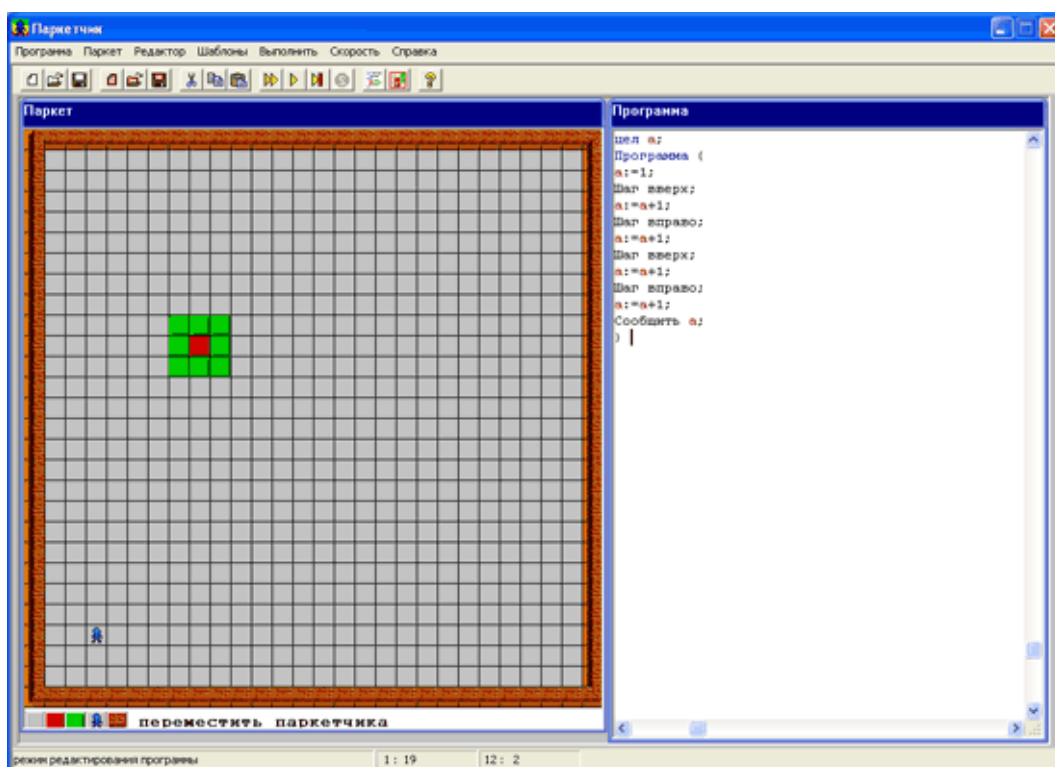 Паркетчик
Программа Паркет Редактор Шаблоны Выполнить Скорость Справка
Паркет
Программа
цел а;
Программа (
а:=1;
Шаг вверх;
а:=а+1;
Шаг вправо;
а:=а+1;
Шаг вверх;
а:=а+1;
Шаг вправо;
а:=а+1;
Сообщить а;
)
переместить паркетчика
режим редактирования программы 1: 19 12: 2